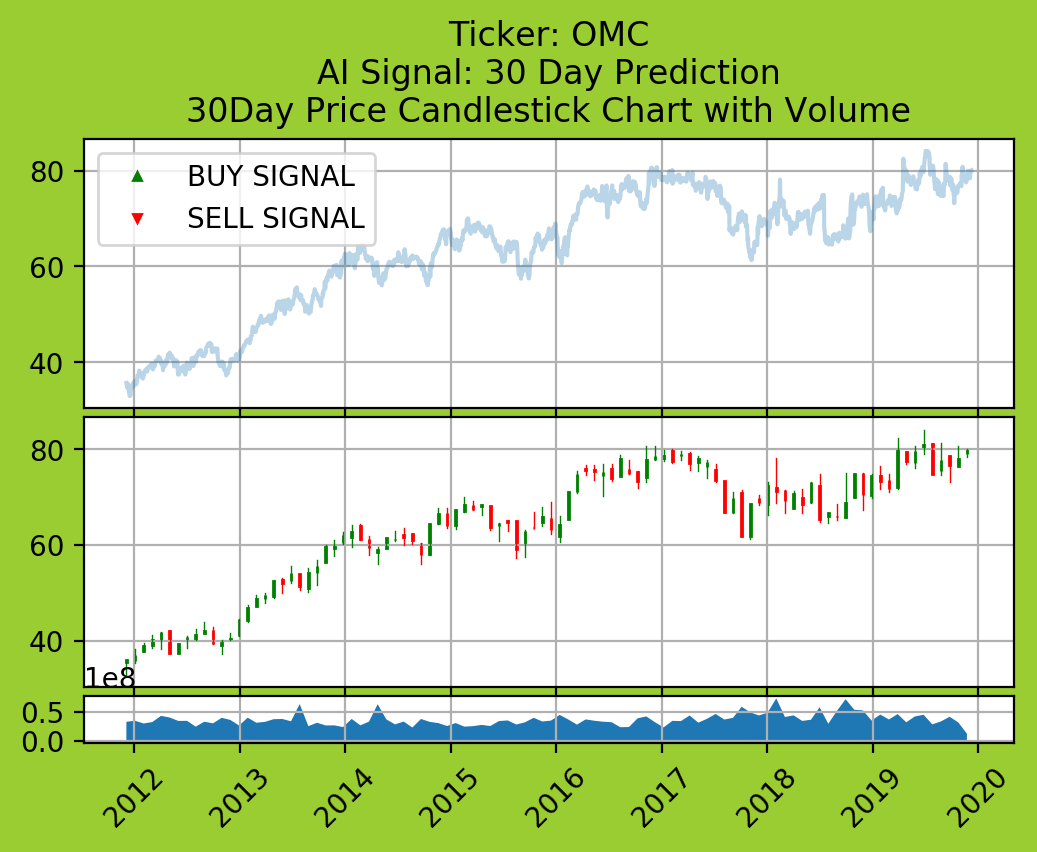 Ticker: OMC
AI Signal: 30 Day Prediction
30Day Price Candlestick Chart with Volume
BUY SIGNAL
SELL SIGNAL
80
60
40
80
60
40
1e8
0.5
0.0
2012 2013 2014 2015 2016 2017 2018 2019 2020